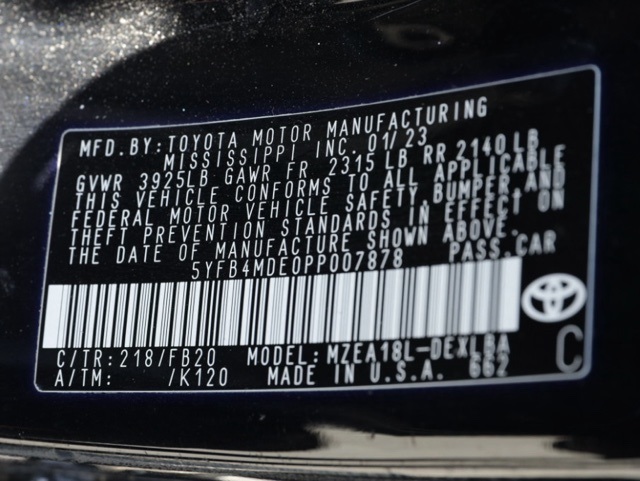 MFD. BY: TOYOTA MOTOR MANUFACTURING
MISSISSIPPI INC. 01/23
GVWR 3925LB GAWR FR 2315 LB RR 2140 LB
THIS VEHICLE CONFORMS TO ALL APPLICABLE
FEDERAL MOTOR VEHICLE SAFETY, BUMPER, AND
THEFT PREVENTION STANDARDS IN EFFECT ON
THE DATE OF MANUFACTURE SHOWN ABOVE.
5YFB4MDE0PP007878 PASS.CAR
C/TR: 218/FB20 MODEL: MZEA18L-DEXLBA
A/TM: /K120 MADE IN U.S.A. 662
C